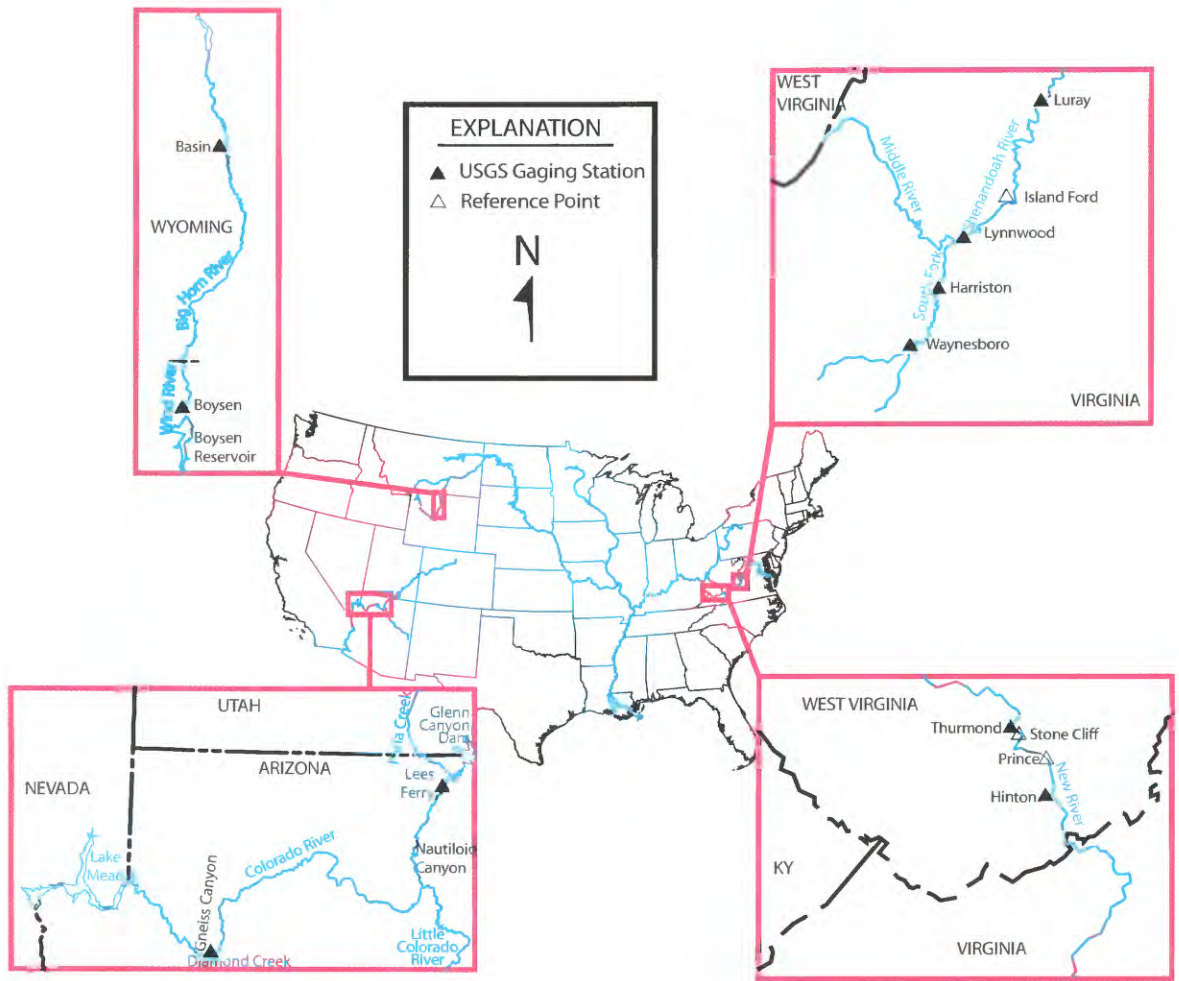 Basin
WYOMING
Big Horn River
Wind River
Boysen
Boysen
Reservoir
EXPLANATION
USGS Gaging Station
Reference Point
N
WEST
VIRGINIA
Luray
Middle River
Shenandoah River
Island Ford
Lynnwood
South Fork
Harriston
Waynesboro
VIRGINIA
UTAH
Glenn
Canyon
Dam
ARIZONA
NEVADA
Lees
Ferry
Nautiloid
Canyon
Colorado River
Lake
Mead
Gneiss Canyon
Diamond Creek
Little
Colorado
River
WEST VIRGINIA
Thurmond
Stone Cliff
Prince
Hinton
New River
KY
VIRGINIA